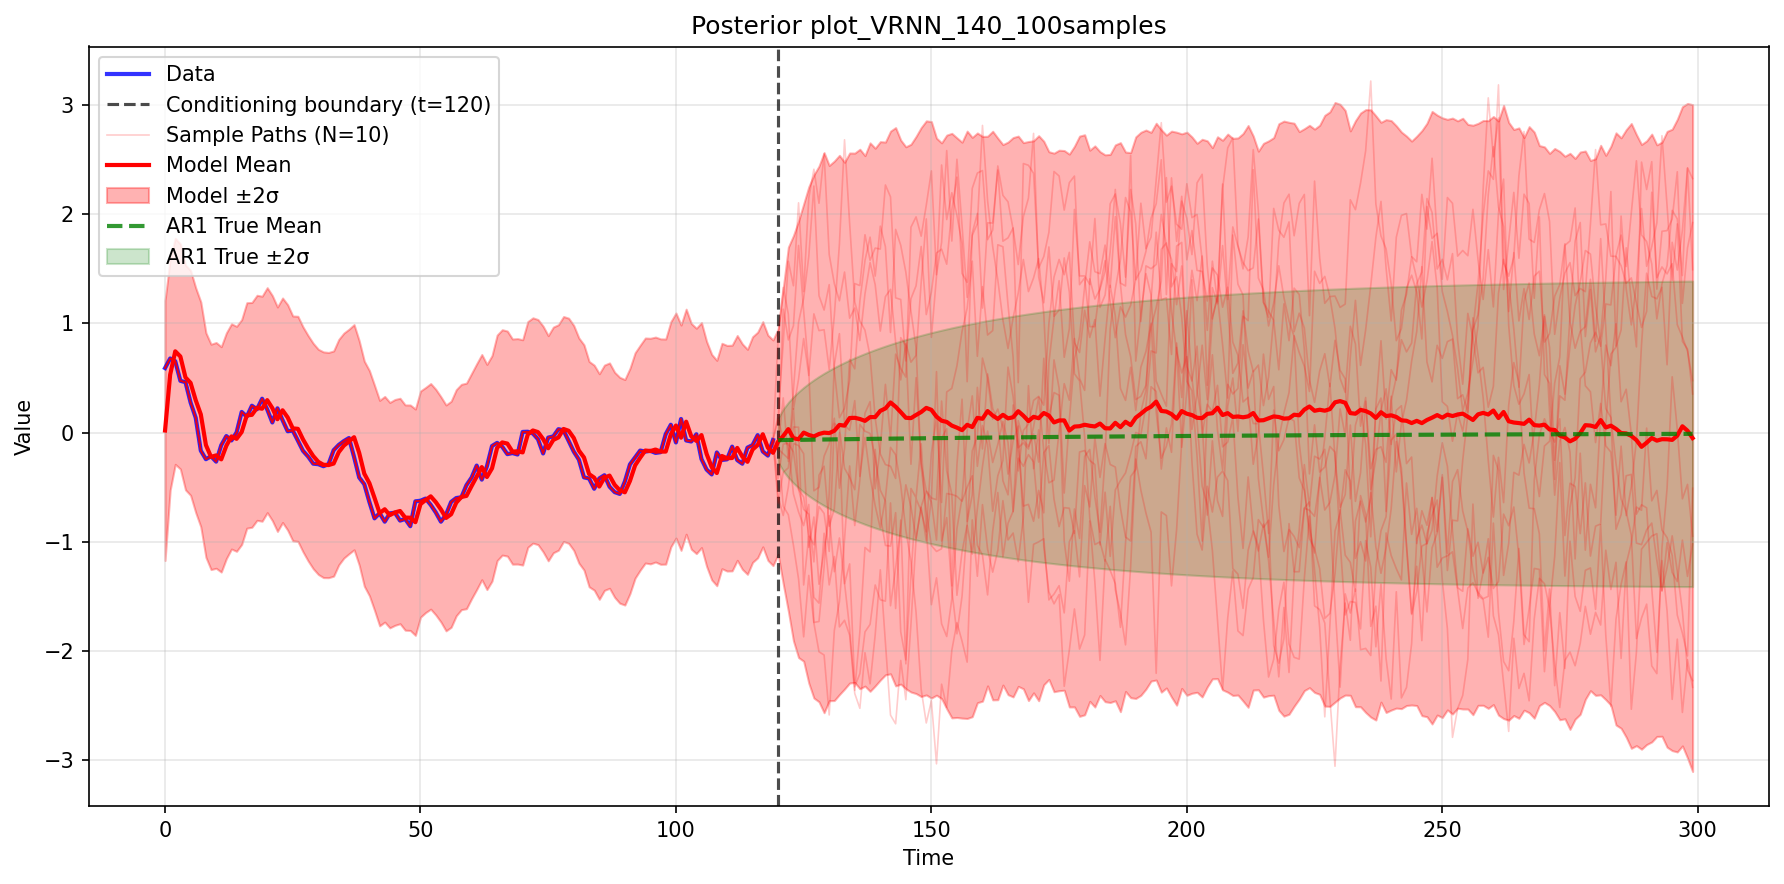 Posterior plot_VRNN_140_100samples
Data
Conditioning boundary (t=120)
Sample Paths (N=10)
Model Mean
Model ±2σ
AR1 True Mean
AR1 True ±2σ
Value
3
2
1
0
−1
−2
−3
0 50 100 150 200 250 300
Time